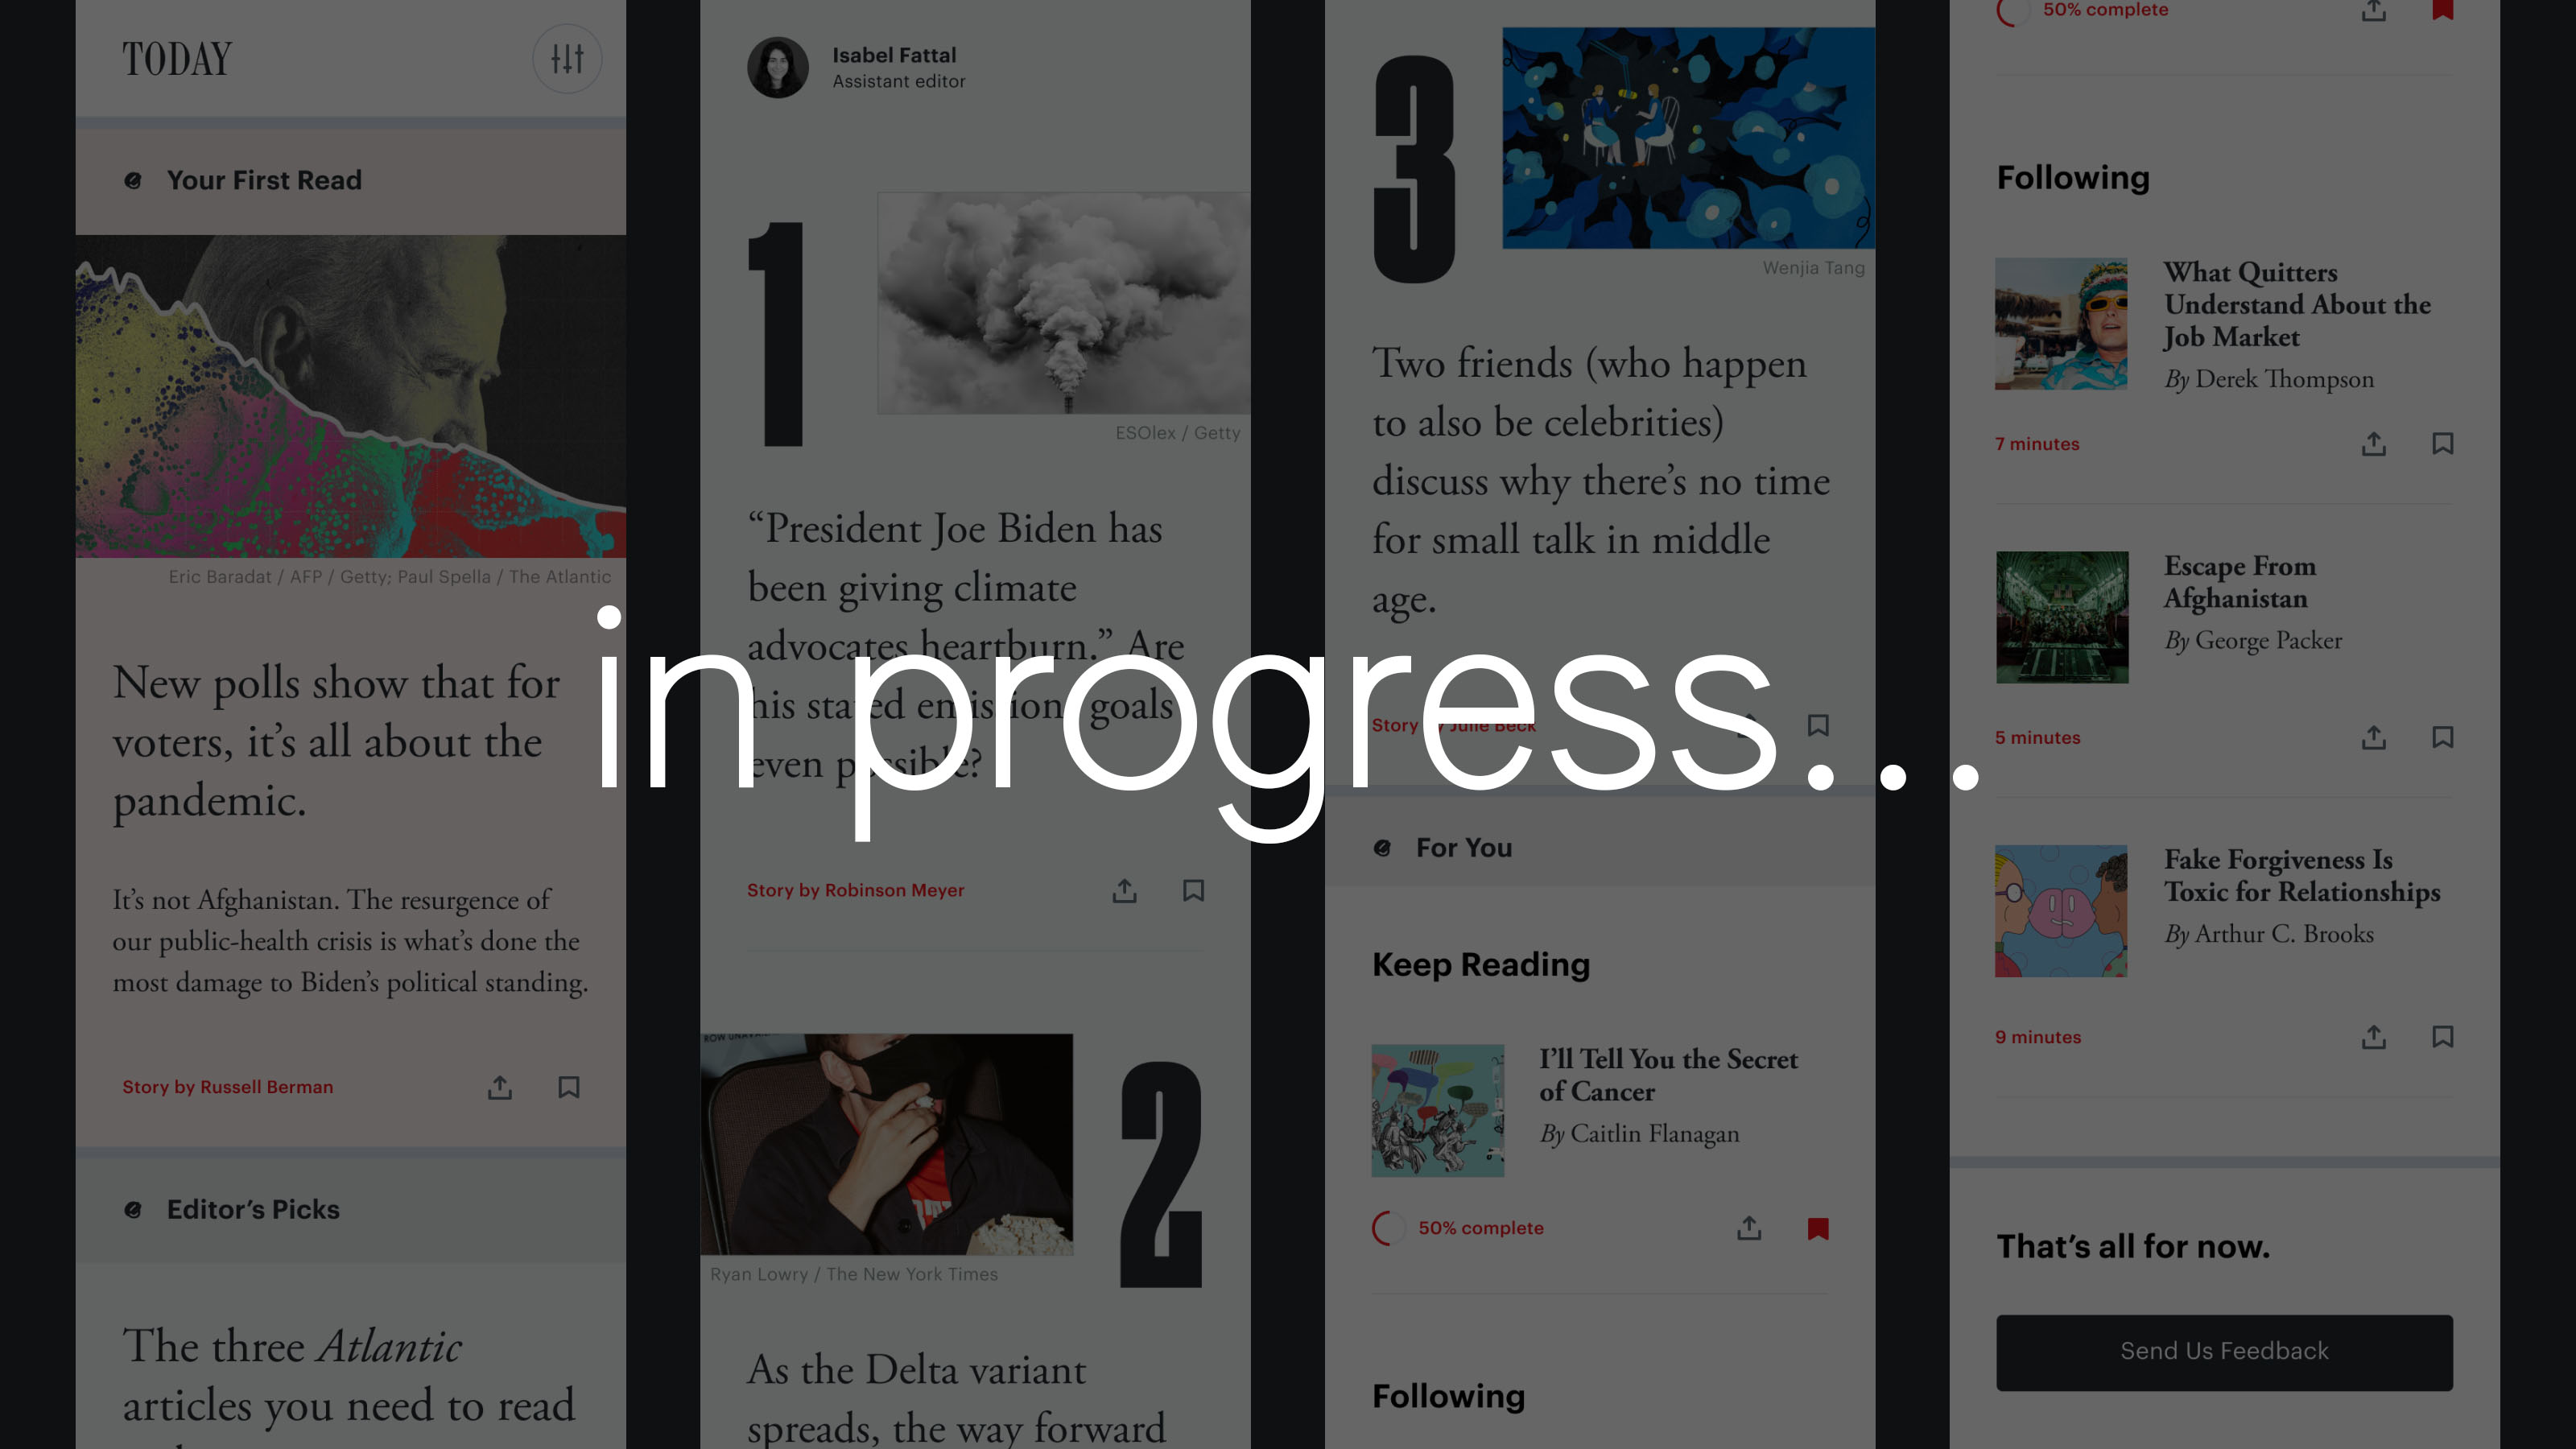 TODAY
Your First Read
Eric Baradat / AFP / Getty; Paul Spella / The Atlantic
New polls show that for
voters, it’s all about the
pandemic.
It’s not Afghanistan. The resurgence of
our public-health crisis is what’s done the
most damage to Biden’s political standing.
Story by Russell Berman
Editor’s Picks
The three Atlantic
articles you need to read
Isabel Fattal
Assistant editor
1
ESOlex / Getty
“President Joe Biden has
been giving climate
advocates heartburn.” Are
his stated emissions goals
even possible?
Story by Robinson Meyer
ROW UNAVA
2
Ryan Lowry / The New York Times
As the Delta variant
spreads, the way forward
3
Wenjia Tang
Two friends (who happen
to also be celebrities)
discuss why there’s no time
for small talk in middle
age.
Story by Julie Beck
For You
Keep Reading
I’ll Tell You the Secret
of Cancer
By Caitlin Flanagan
50% complete
Following
50% complete
Following
What Quitters
Understand About the
Job Market
By Derek Thompson
7 minutes
Escape From
Afghanistan
By George Packer
5 minutes
Fake Forgiveness Is
Toxic for Relationships
By Arthur C. Brooks
9 minutes
That’s all for now.
Send Us Feedback
in progress...